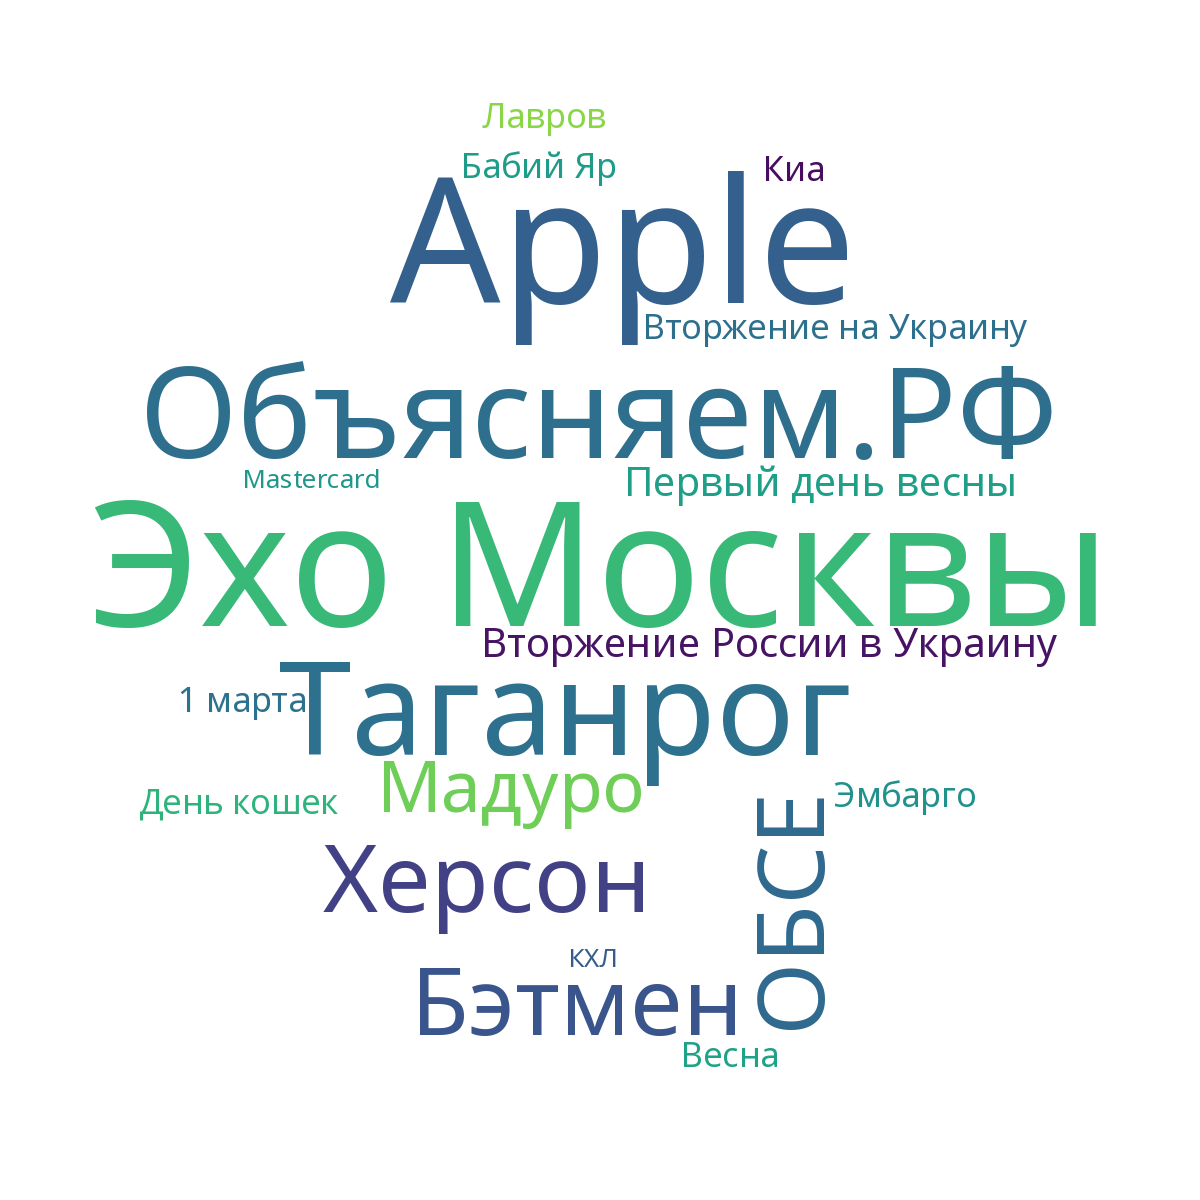 Лавров
Бабий Яр
Киа
Apple
Вторжение на Украину
Объясняем.РФ
Mastercard
Первый день весны
Эхо Москвы
Вторжение России в Украину
Таганрог
1 марта
Мадуро
День кошек
Эмбарго
Херсон
ОБСЕ
КХЛ
Бэтмен
Весна